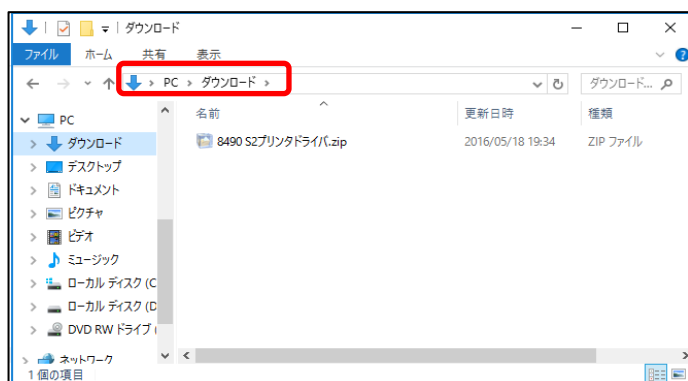 ダウンロード
ファイル ホーム 共有 表示
PC › ダウンロード › ダウンロード...
名前 更新日時 種類
8490 S2プリンタドライバ.zip 2016/05/18 19:34 ZIP ファイル
PC
ダウンロード
デスクトップ
ドキュメント
ピクチャ
ビデオ
ミュージック
ローカル ディスク (C
ローカル ディスク (D
DVD RW ドライブ (
ネットワーク
1 個の項目